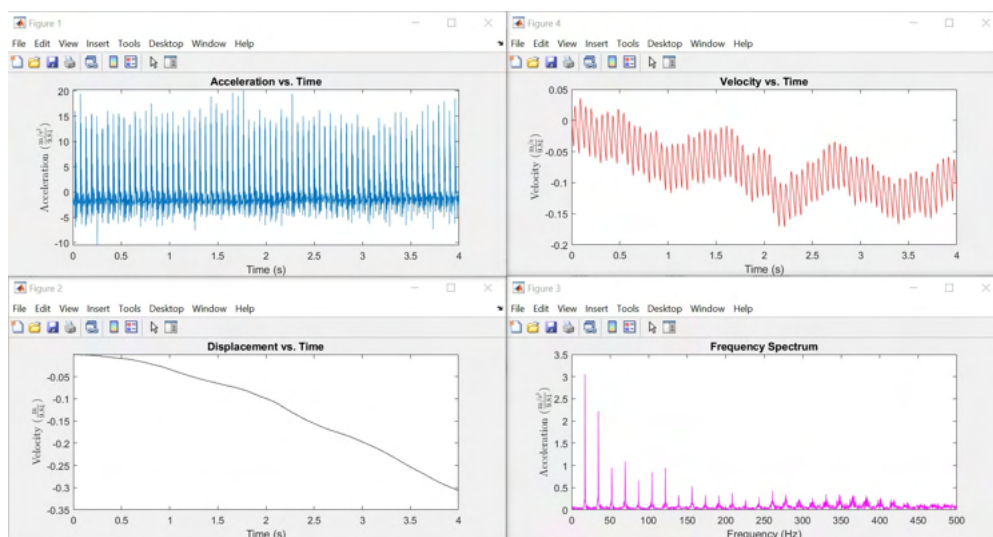 Figure 1
File Edit View Insert Tools Desktop Window Help
Acceleration vs. Time
20
15
10
5
0
-5
-10
Acceleration
0 0.5 1 1.5 2 2.5 3 3.5 4
Time (s)
Figure 4
File Edit View Insert Tools Desktop Window Help
Velocity vs. Time
0.05
0
-0.05
-0.1
-0.15
-0.2
Velocity
0 0.5 1 1.5 2 2.5 3 3.5 4
Time (s)
Figure 2
File Edit View Insert Tools Desktop Window Help
Displacement vs. Time
-0.05
-0.1
-0.15
-0.2
-0.25
-0.3
-0.35
Velocity
0 0.5 1 1.5 2 2.5 3 3.5 4
Time (s)
Figure 3
File Edit View Insert Tools Desktop Window Help
Frequency Spectrum
3.5
3
2.5
2
1.5
1
0.5
0
Acceleration
0 50 100 150 200 250 300 350 400 450 500
Frequency (Hz)